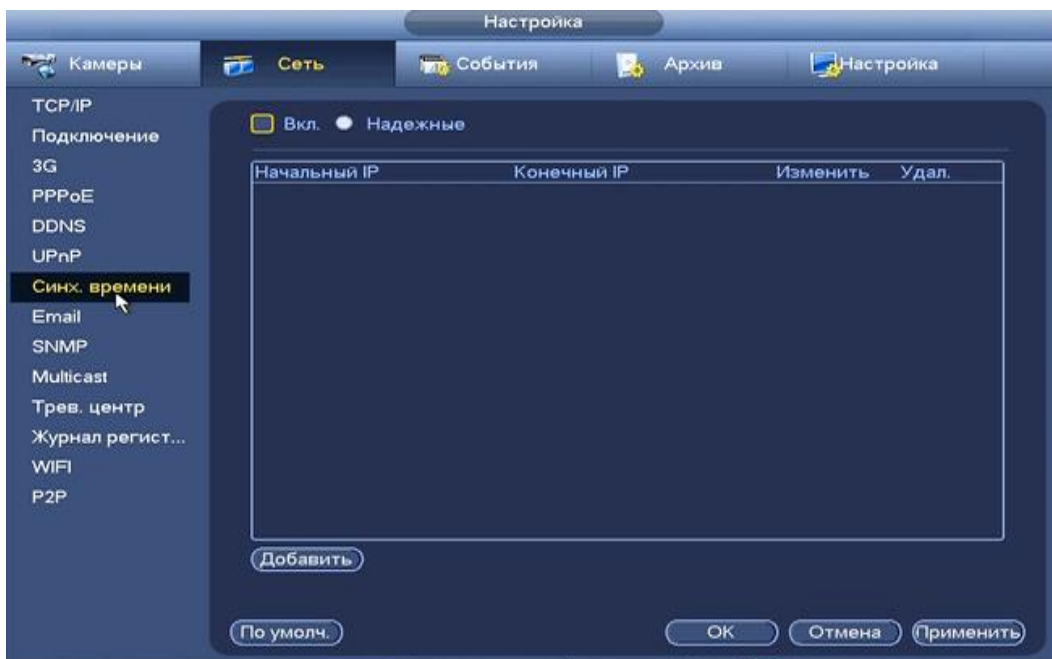 Настройка
Камеры Сеть События Архив Настройка
TCP/IP
Подключение
3G
PPPoE
DDNS
UPnP
Синх. времени
Email
SNMP
Multicast
Трев. центр
Журнал регист...
WIFI
P2P
Вкл. Надежные
Начальный IP Конечный IP Изменить Удал.
Добавить
По умолч. OK Отмена Применить